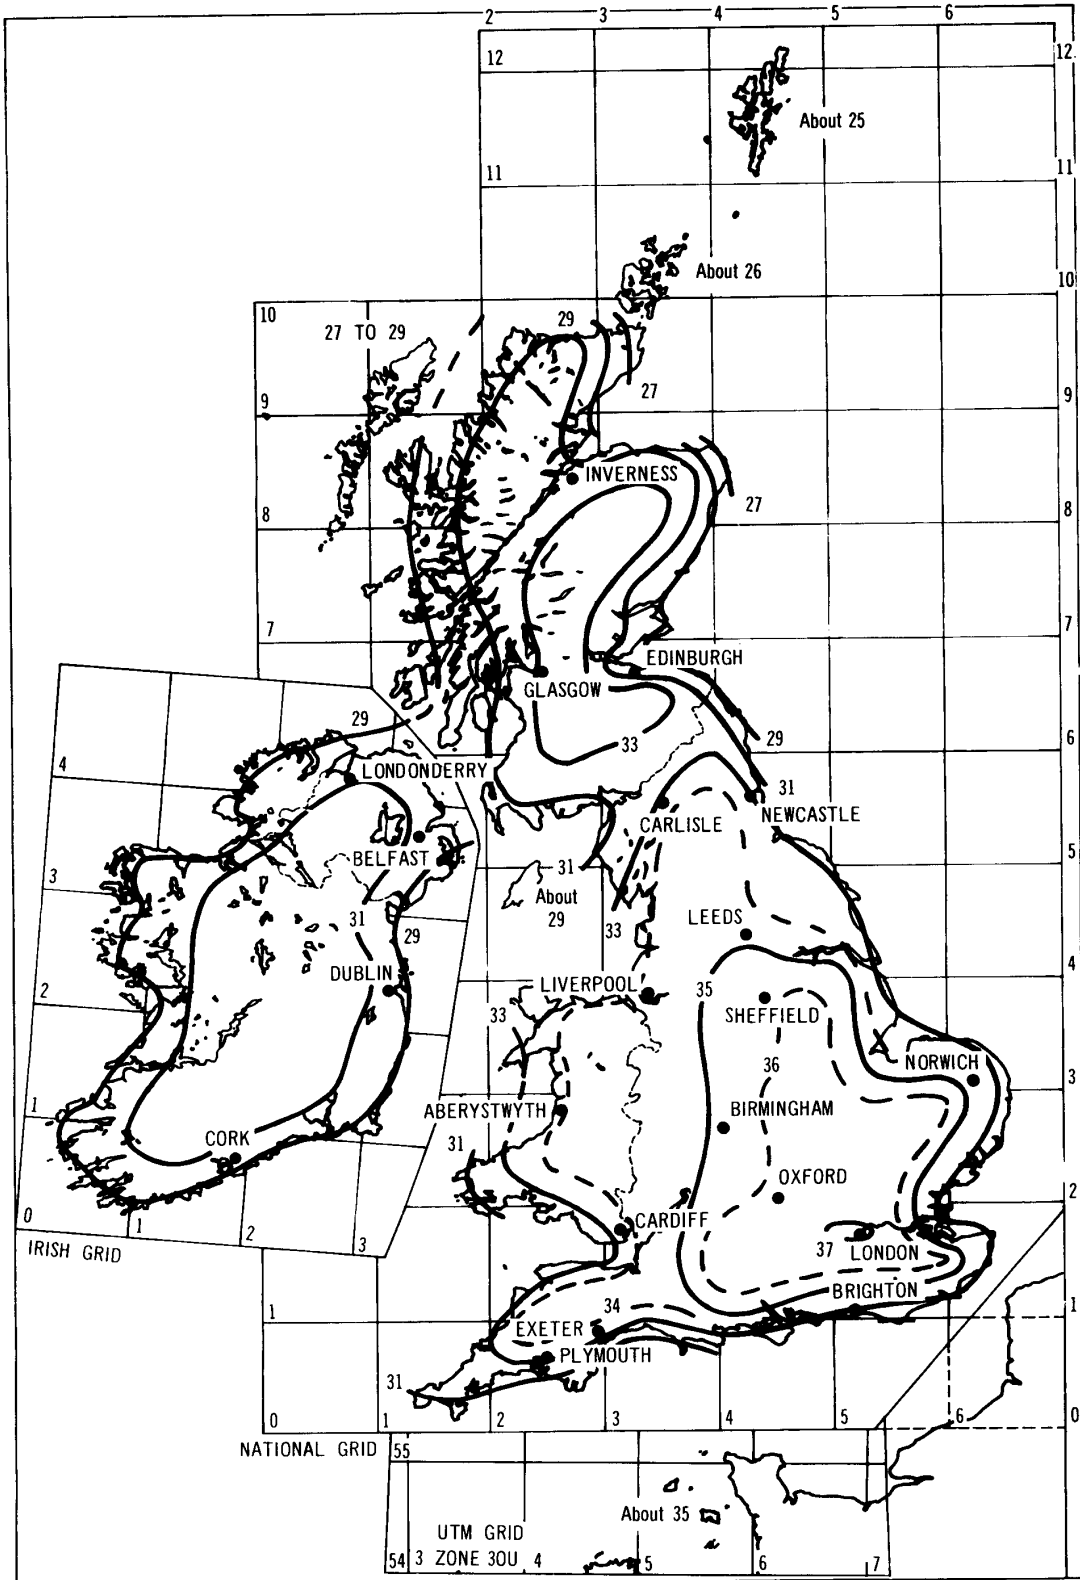 2 3 4 5 6
12 12
About 25
11 11
About 26
10 10
27 TO 29
29
27
9 9
INVERNESS
27
8 8
7 7
EDINBURGH
GLASGOW
29
33
29
6 6
4
LONDONDERRY
31
NEWCASTLE
CARLISLE
BELFAST
31
5
3
About
29
LEEDS
31
29
33
DUBLIN
LIVERPOOL
35
4
2
33
SHEFFIELD
NORWICH
36
3
1
ABERYSTWYTH
BIRMINGHAM
CORK
31
OXFORD
2
0 1 2 3
CARDIFF
IRISH GRID
37 LONDON
BRIGHTON
1
34
1
EXETER
PLYMOUTH
31
0 1 2 3 4 5 6 0
NATIONAL GRID
55
About 35
UTM GRID
54 3 ZONE 30U 4 5 6 7